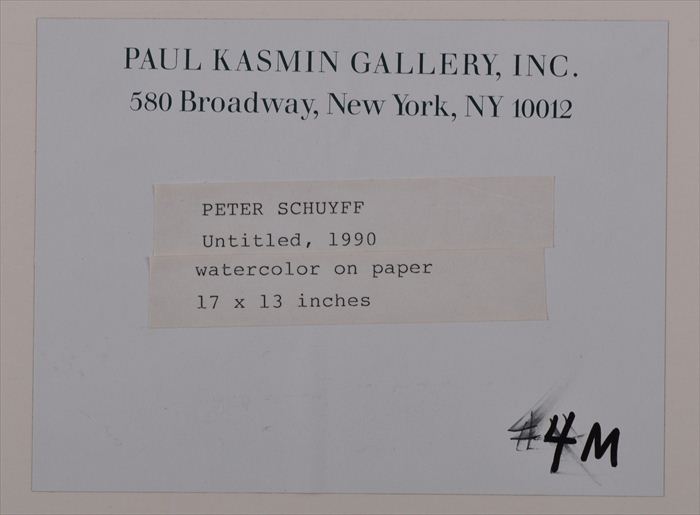 PAUL KASMIN GALLERY, INC.
580 Broadway, New York, NY 10012
PETER SCHUYFF
Untitled, 1990
watercolor on paper
17 x 13 inches
#4M